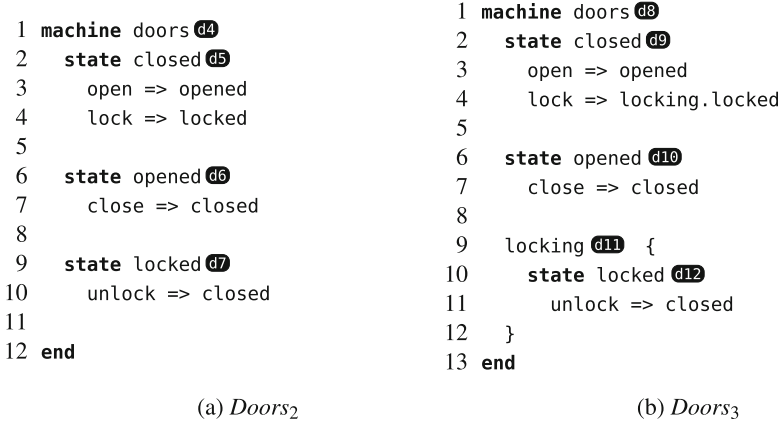 1 machine doors d4
2 state closed d5
3 open => opened
4 lock => locked
5
6 state opened d6
7 close => closed
8
9 state locked d7
10 unlock => closed
11
12 end
(a) Doors₂
1 machine doors d8
2 state closed d9
3 open => opened
4 lock => locking.locked
5
6 state opened d10
7 close => closed
8
9 locking d11 {
10 state locked d12
11 unlock => closed
12 }
13 end
(b) Doors₃